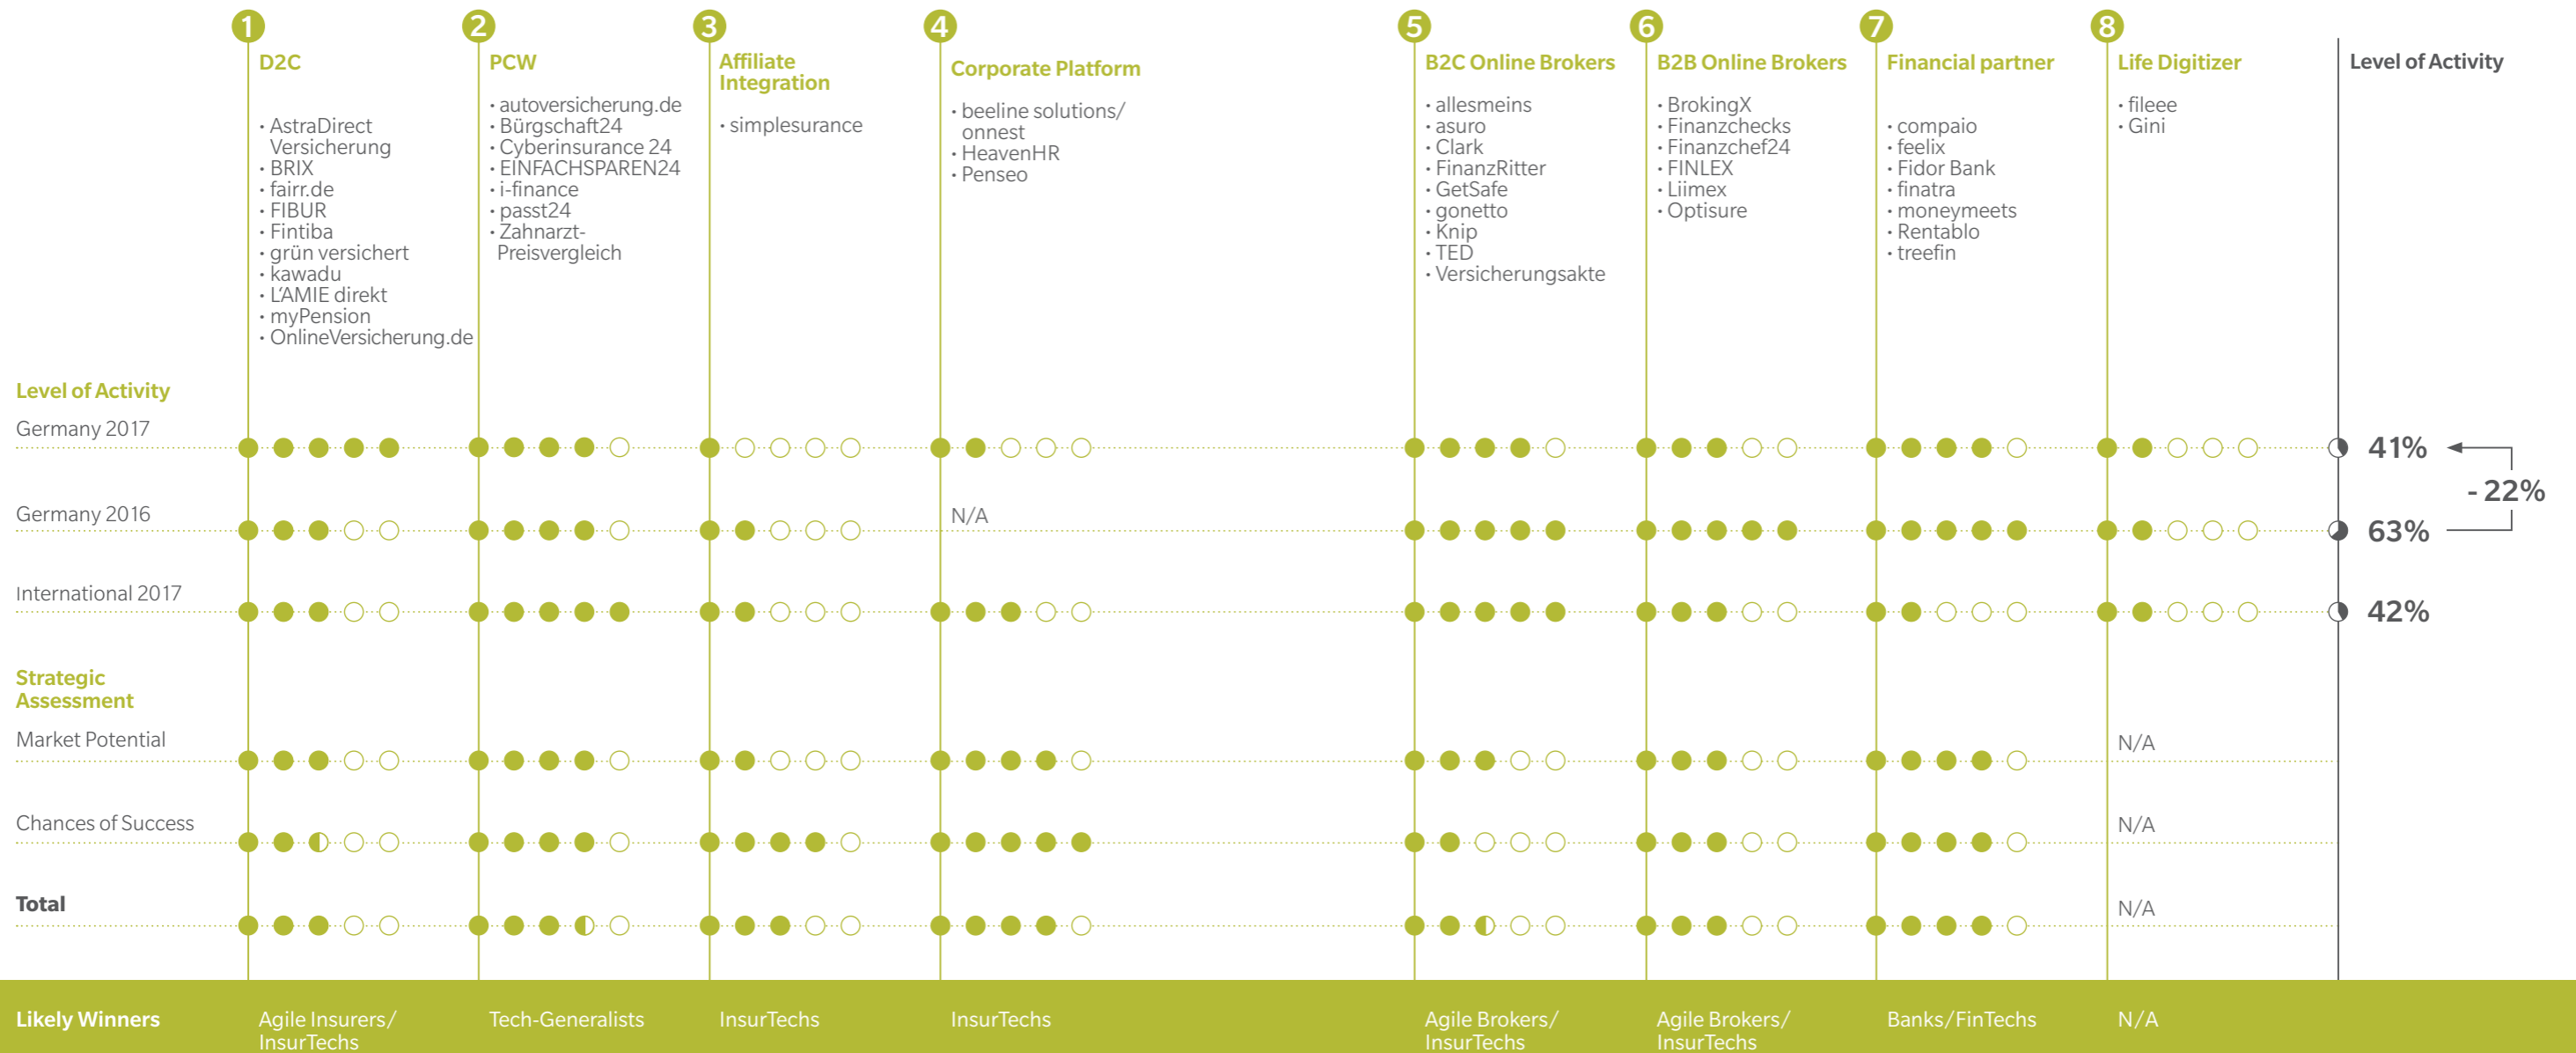 1
D2C
• AstraDirect
Versicherung
• BRIX
• fairr.de
• FIBUR
• Fintiba
• grün versichert
• kawadu
• L‘AMIE direkt
• myPension
• OnlineVersicherung.de
2
PCW
• autoversicherung.de
• Bürgschaft24
• Cyberinsurance 24
• EINFACHSPAREN24
• i-finance
• passt24
• Zahnarzt-
Preisvergleich
3
Affiliate
Integration
• simplesurance
4
Corporate Platform
• beeline solutions/
onnest
• HeavenHR
• Penseo
5
B2C Online Brokers
• allesmeins
• asuro
• Clark
• FinanzRitter
• GetSafe
• gonetto
• Knip
• TED
• Versicherungsakte
6
B2B Online Brokers
• BrokingX
• Finanzchecks
• Finanzchef24
• FINLEX
• Liimex
• Optisure
7
Financial partner
• compaio
• feelix
• Fidor Bank
• finatra
• moneymeets
• Rentablo
• treefin
8
Life Digitizer
• fileee
• Gini
Level of Activity
Level of Activity
Germany 2017
41%
- 22%
Germany 2016
N/A
63%
International 2017
42%
Strategic
Assessment
Market Potential
N/A
Chances of Success
N/A
Total
N/A
Likely Winners
Agile Insurers/
InsurTechs
Tech-Generalists
InsurTechs
InsurTechs
Agile Brokers/
InsurTechs
Agile Brokers/
InsurTechs
Banks/FinTechs
N/A